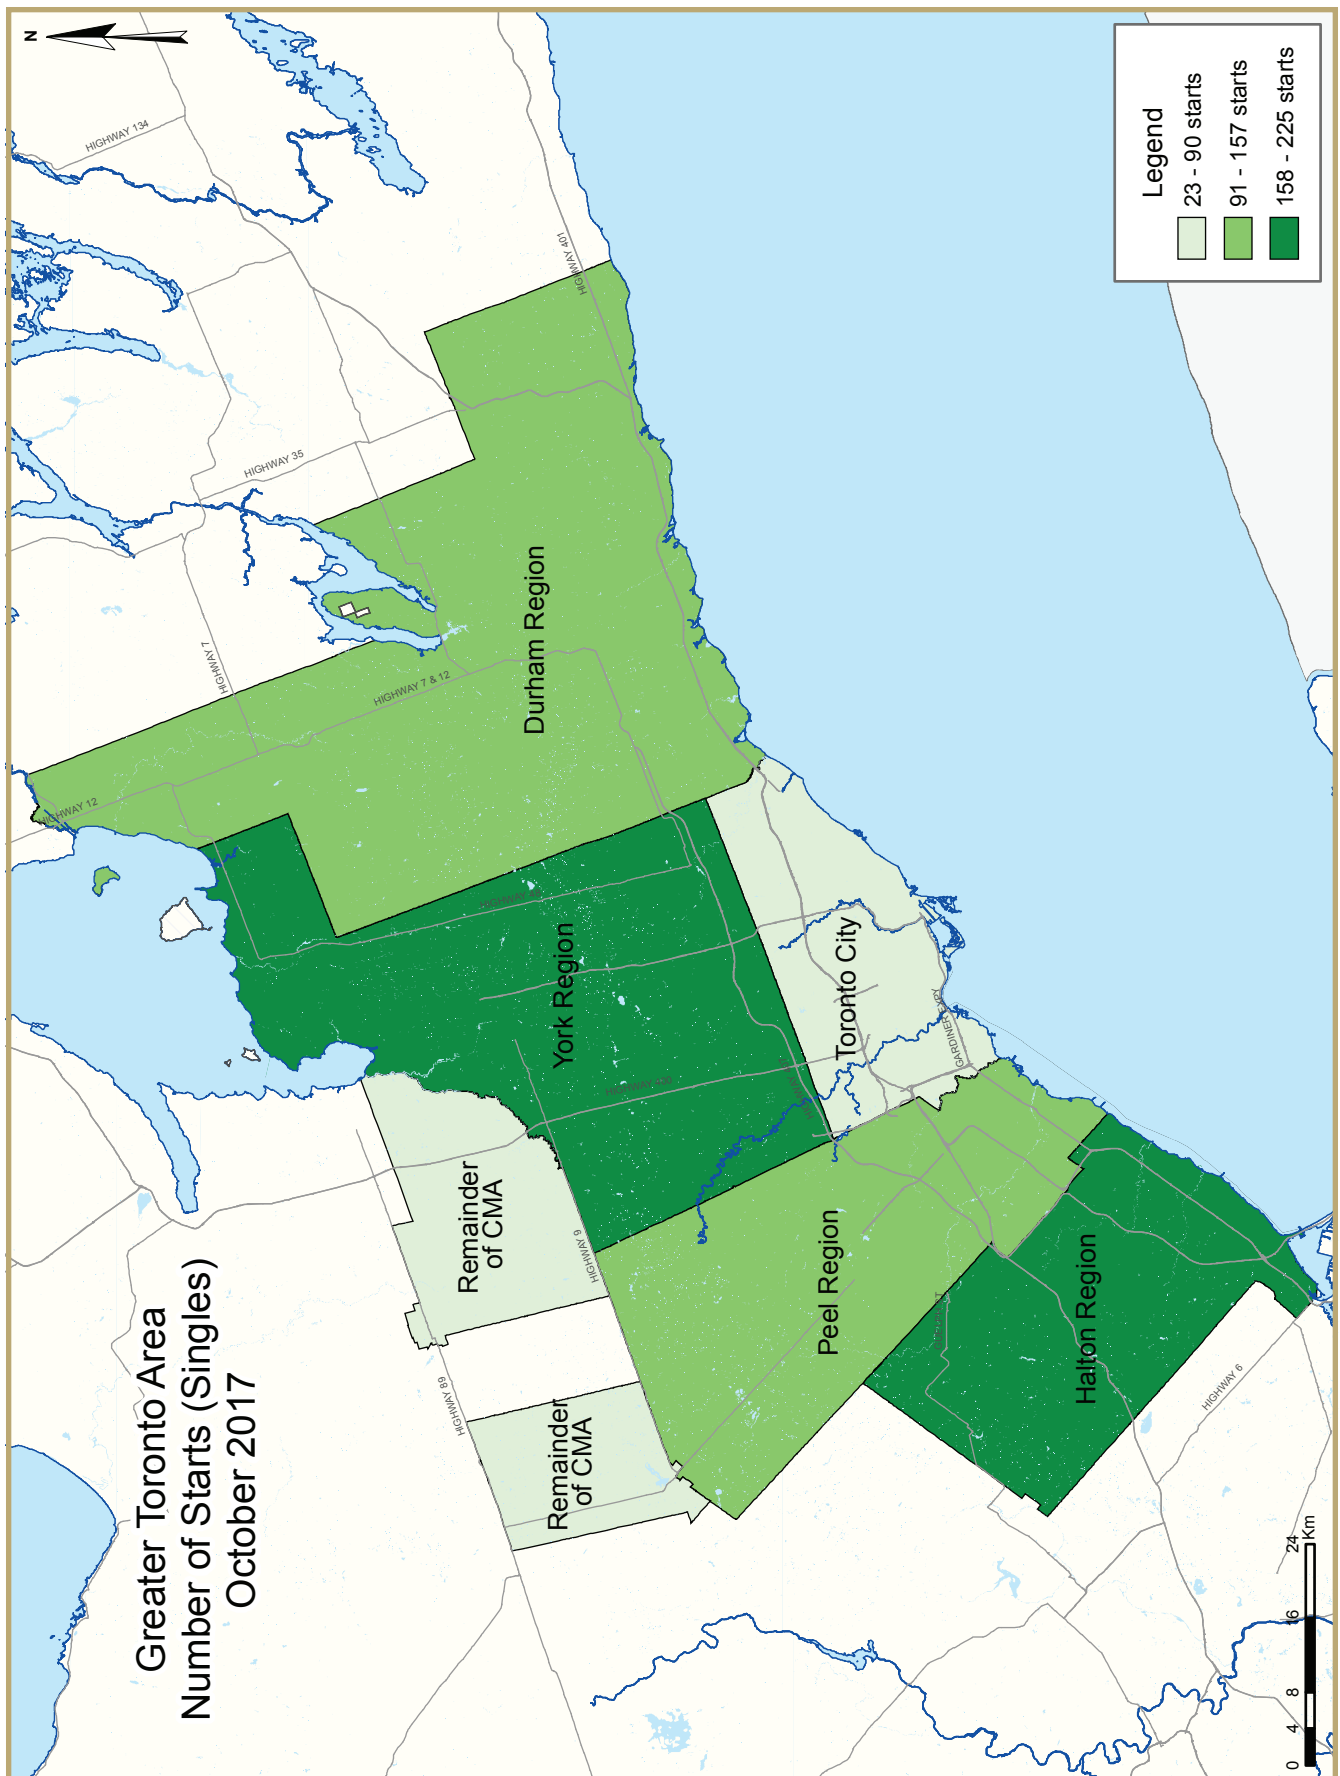 Greater Toronto Area
Number of Starts (Singles)
October 2017
N
HIGHWAY 134
HIGHWAY 401
HIGHWAY 35
HIGHWAY 7
HIGHWAY 7 & 12
HIGHWAY 12
Durham Region
York Region
HIGHWAY 400
Toronto City
GARDINER EXPY
Remainder
of CMA
HIGHWAY 9
HIGHWAY 89
Remainder
of CMA
Peel Region
Halton Region
HIGHWAY 6
Legend
23 - 90 starts
91 - 157 starts
158 - 225 starts
0 4 8 16 24
Km